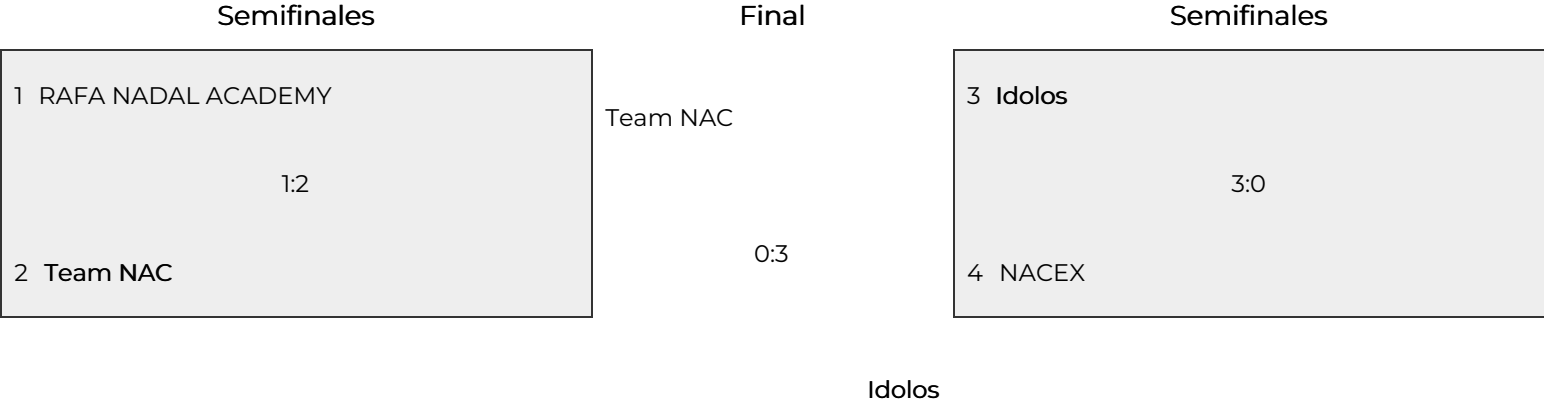 Semifinales
Final
Semifinales
1 RAFA NADAL ACADEMY
1:2
2 Team NAC
Team NAC
0:3
Idolos
3 Idolos
3:0
4 NACEX